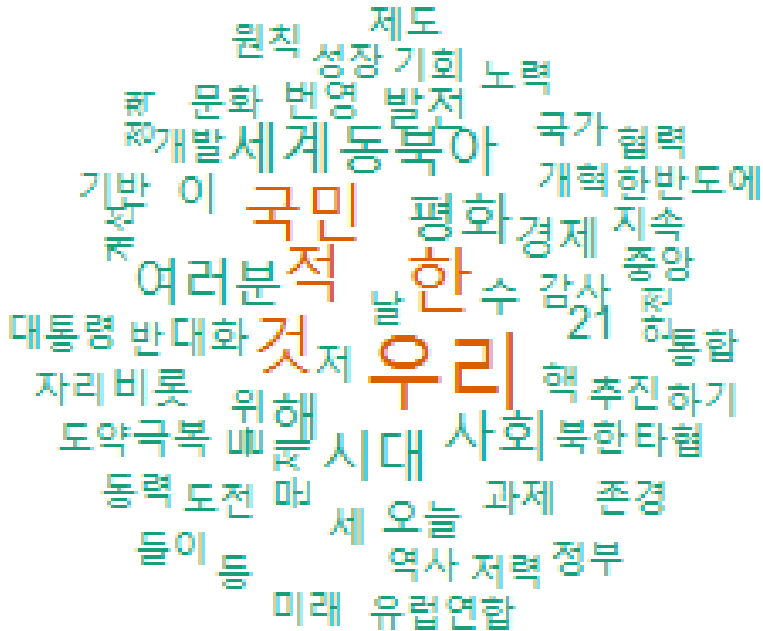 제도
원칙
성장 기회 노력
정책 문화 번영 발전
국가 협력
개발 세계 동북아
개혁 한반도에
기반 이 국민 평화 경제 지속
개선
여러분 적 한 수 감사 중앙
날 21
대통령 반 대화 것 저 우리 통합
자리 비롯 핵 추진 하기
위 해
도약 극복 시대 사회 북한 타협
동력 도전 과제 존경
세 오늘
들이 등 역사 저력 정부
미래 유럽연합